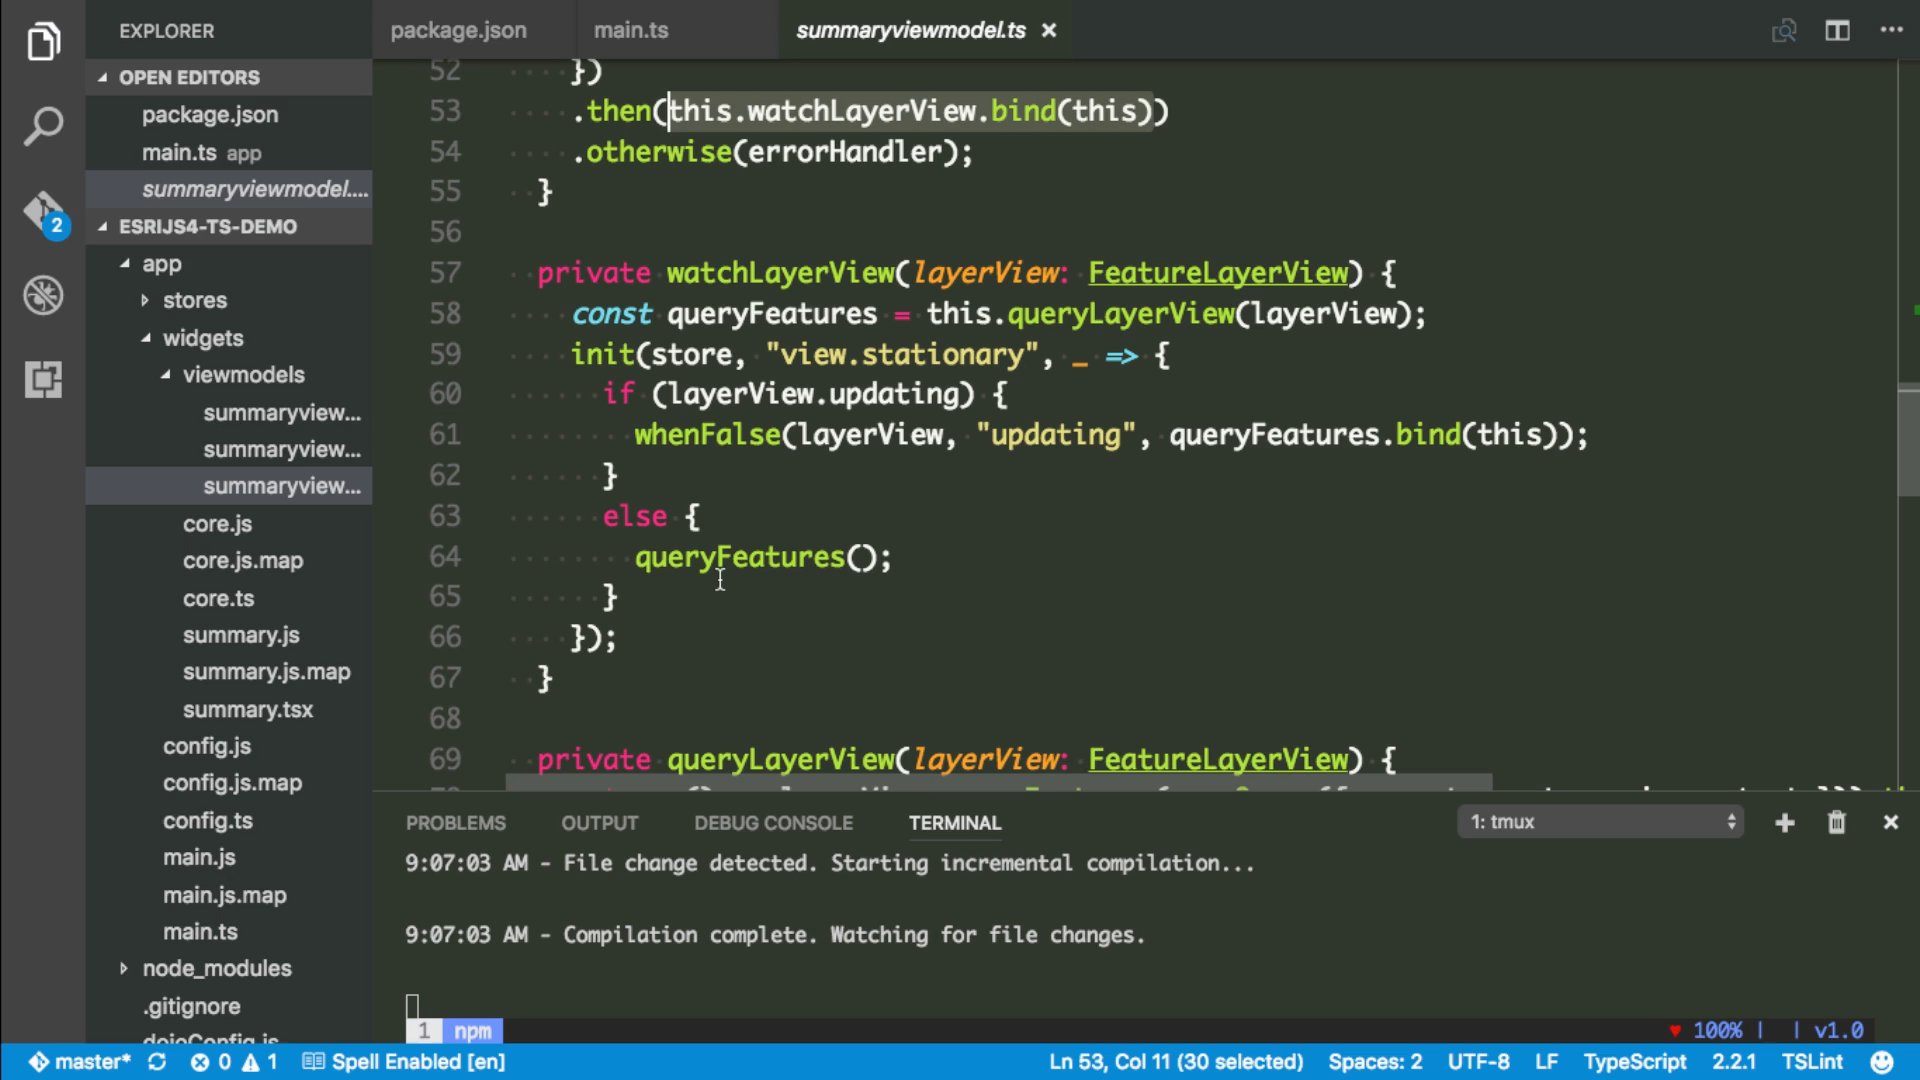 EXPLORER
OPEN EDITORS
package.json
main.ts app
summaryviewmodel....
ESRIJS4-TS-DEMO
app
stores
widgets
viewmodels
summaryview...
summaryview...
summaryview...
core.js
core.js.map
core.ts
summary.js
summary.js.map
summary.tsx
config.js
config.js.map
config.ts
main.js
main.js.map
main.ts
node_modules
.gitignore
dojoConfig.js
2
package.json main.ts summaryviewmodel.ts
52 })
53 .then(this.watchLayerView.bind(this))
54 .otherwise(errorHandler);
55 }
56
57 private watchLayerView(layerView: FeatureLayerView) {
58 const queryFeatures = this.queryLayerView(layerView);
59 init(store, "view.stationary", _ => {
60 if (layerView.updating) {
61 whenFalse(layerView, "updating", queryFeatures.bind(this));
62 }
63 else {
64 queryFeatures();
65 }
66 });
67 }
68
69 private queryLayerView(layerView: FeatureLayerView) {
PROBLEMS OUTPUT DEBUG CONSOLE TERMINAL 1: tmux
9:07:03 AM - File change detected. Starting incremental compilation...
9:07:03 AM - Compilation complete. Watching for file changes.
1 npm ♥ 100% | | v1.0
master* 0 1 Spell Enabled [en] Ln 53, Col 11 (30 selected) Spaces: 2 UTF-8 LF TypeScript 2.2.1 TSLint